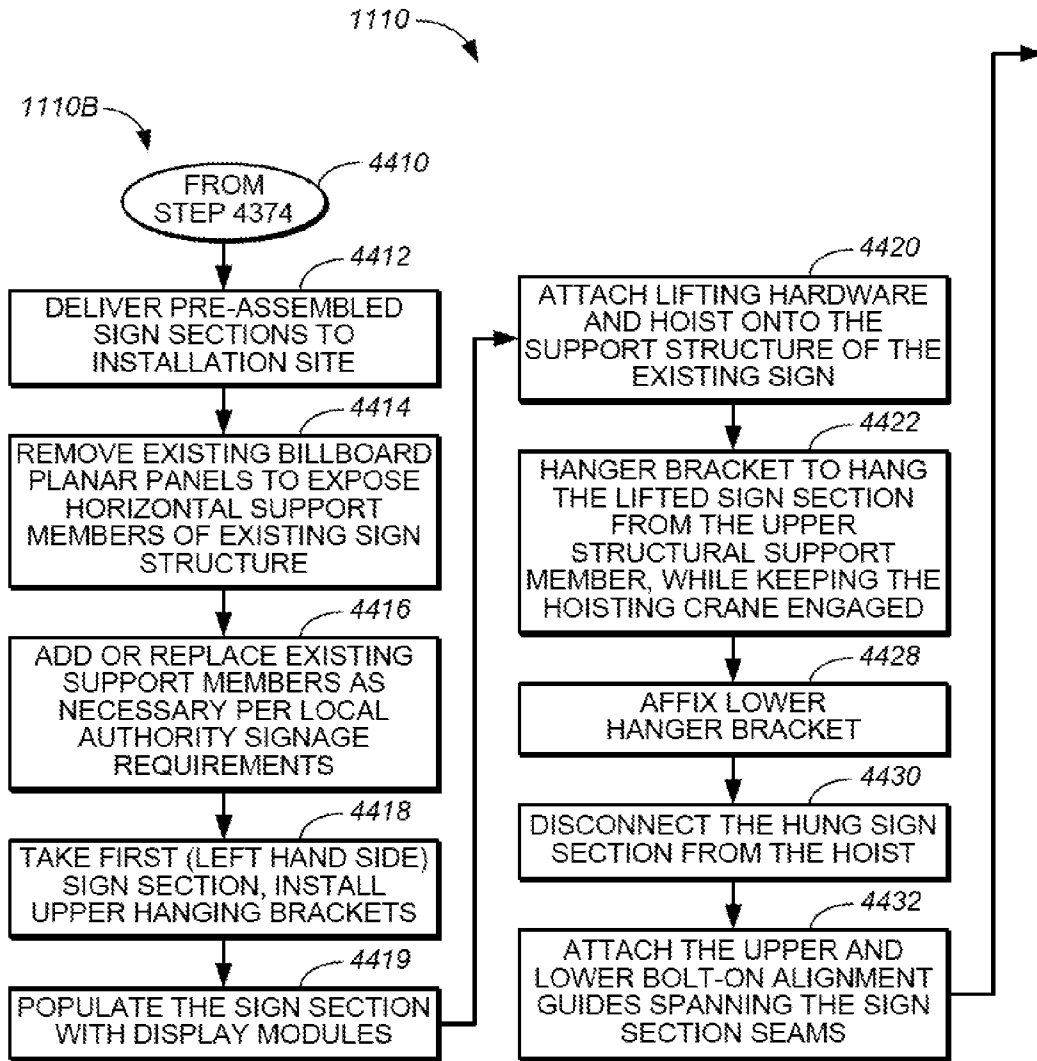 1110
1110B
4410
FROM
STEP 4374
4412
DELIVER PRE-ASSEMBLED
SIGN SECTIONS TO
INSTALLATION SITE
4414
REMOVE EXISTING BILLBOARD
PLANAR PANELS TO EXPOSE
HORIZONTAL SUPPORT
MEMBERS OF EXISTING SIGN
STRUCTURE
4416
ADD OR REPLACE EXISTING
SUPPORT MEMBERS AS
NECESSARY PER LOCAL
AUTHORITY SIGNAGE
REQUIREMENTS
4418
TAKE FIRST (LEFT HAND SIDE)
SIGN SECTION, INSTALL
UPPER HANGING BRACKETS
4419
POPULATE THE SIGN SECTION
WITH DISPLAY MODULES
4420
ATTACH LIFTING HARDWARE
AND HOIST ONTO THE
SUPPORT STRUCTURE OF THE
EXISTING SIGN
4422
HANGER BRACKET TO HANG
THE LIFTED SIGN SECTION
FROM THE UPPER
STRUCTURAL SUPPORT
MEMBER, WHILE KEEPING THE
HOISTING CRANE ENGAGED
4428
AFFIX LOWER
HANGER BRACKET
4430
DISCONNECT THE HUNG SIGN
SECTION FROM THE HOIST
4432
ATTACH THE UPPER AND
LOWER BOLT-ON ALIGNMENT
GUIDES SPANNING THE SIGN
SECTION SEAMS